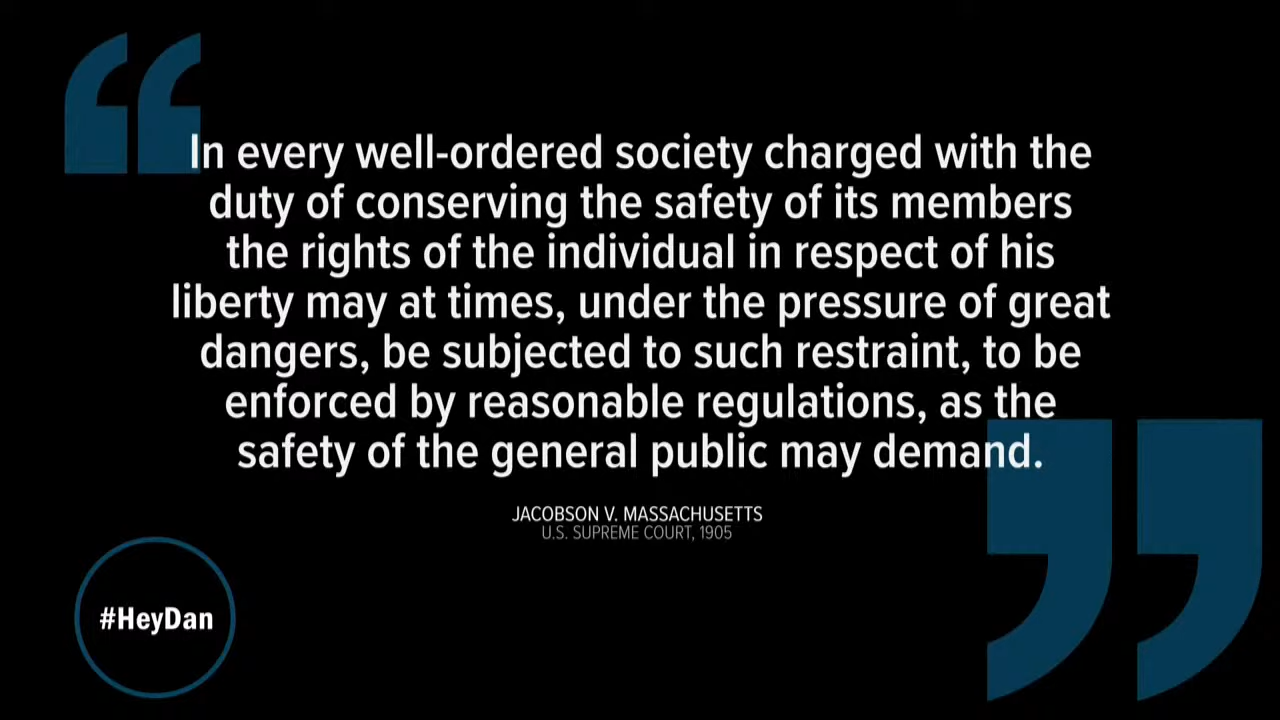 In every well-ordered society charged with the
duty of conserving the safety of its members
the rights of the individual in respect of his
liberty may at times, under the pressure of great
dangers, be subjected to such restraint, to be
enforced by reasonable regulations, as the
safety of the general public may demand.
JACOBSON V. MASSACHUSETTS
U.S. SUPREME COURT, 1905
#HeyDan